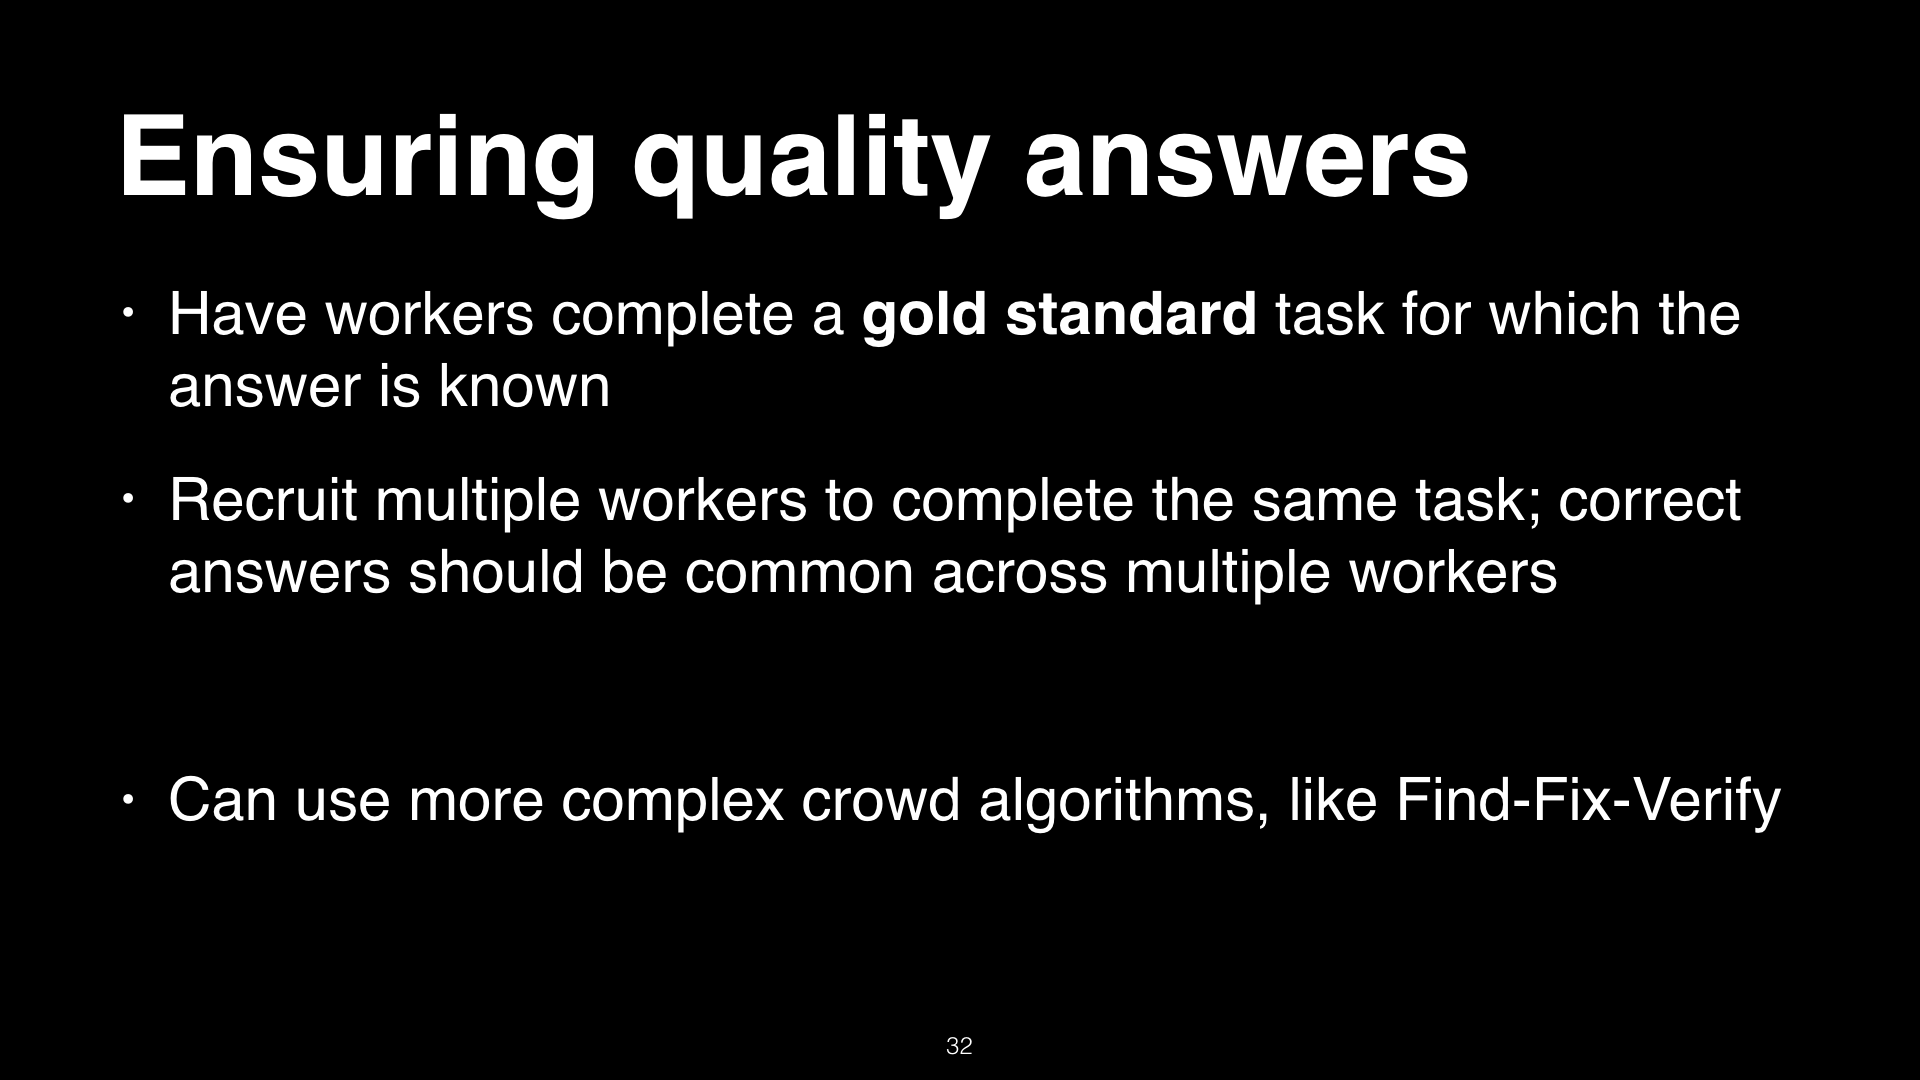 Ensuring quality answers
• Have workers complete a gold standard task for which the
answer is known
• Recruit multiple workers to complete the same task; correct
answers should be common across multiple workers
• Can use more complex crowd algorithms, like Find-Fix-Verify
32